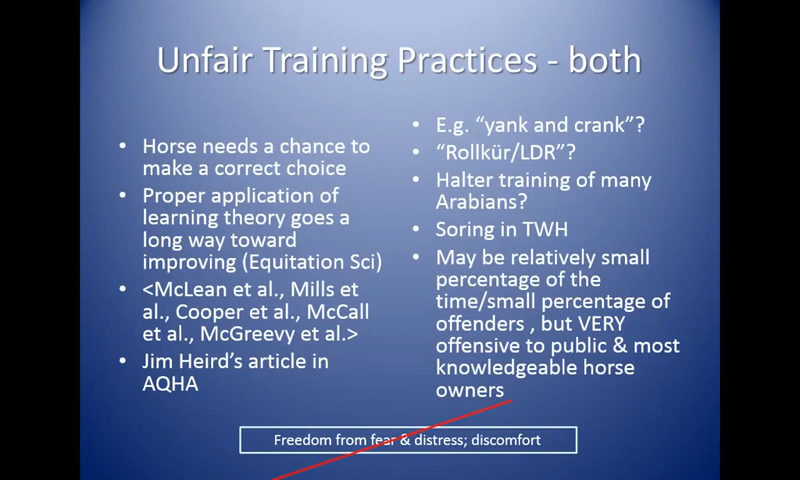 Unfair Training Practices - both
Horse needs a chance to
make a correct choice
Proper application of
learning theory goes a
long way toward
improving (Equitation Sci)
<McLean et al., Mills et
al., Cooper et al., McCall
et al., McGreevy et al.>
Jim Heird's article in
AQHA
E.g. “yank and crank”?
“Rollkür/LDR”?
Halter training of many
Arabians?
Soring in TWH
May be relatively small
percentage of the
time/small percentage of
offenders , but VERY
offensive to public & most
knowledgeable horse
owners
Freedom from fear & distress; discomfort